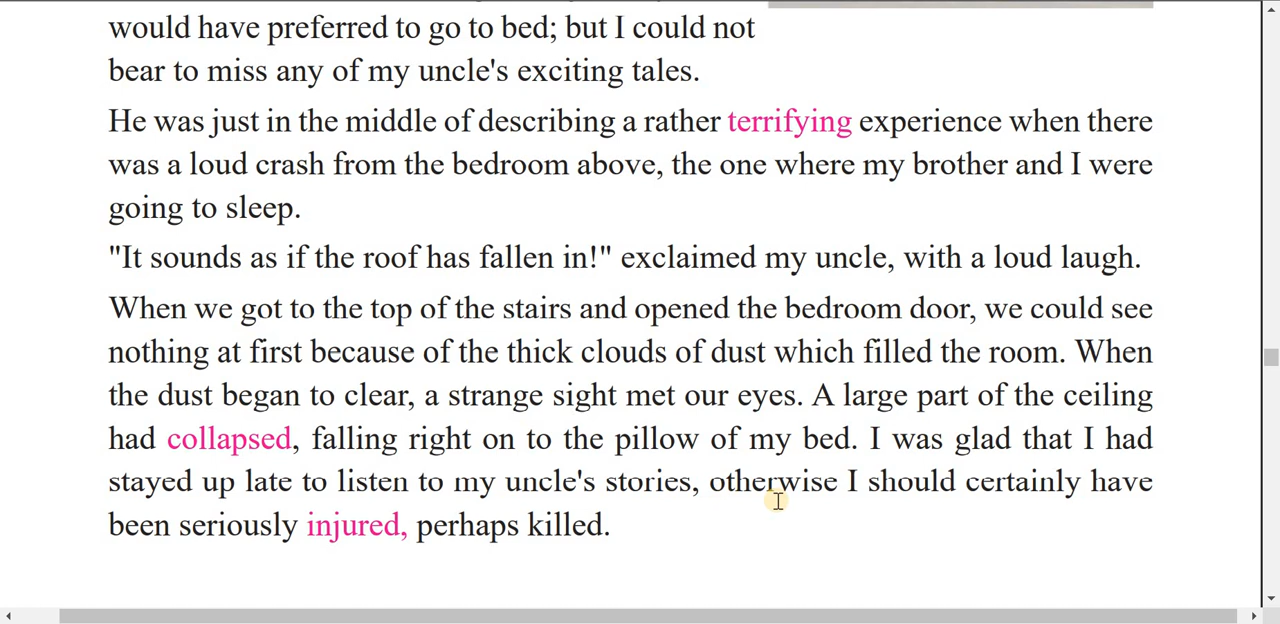 would have preferred to go to bed; but I could not
bear to miss any of my uncle's exciting tales.
He was just in the middle of describing a rather terrifying experience when there
was a loud crash from the bedroom above, the one where my brother and I were
going to sleep.
"It sounds as if the roof has fallen in!" exclaimed my uncle, with a loud laugh.
When we got to the top of the stairs and opened the bedroom door, we could see
nothing at first because of the thick clouds of dust which filled the room. When
the dust began to clear, a strange sight met our eyes. A large part of the ceiling
had collapsed, falling right on to the pillow of my bed. I was glad that I had
stayed up late to listen to my uncle's stories, otherwise I should certainly have
been seriously injured, perhaps killed.